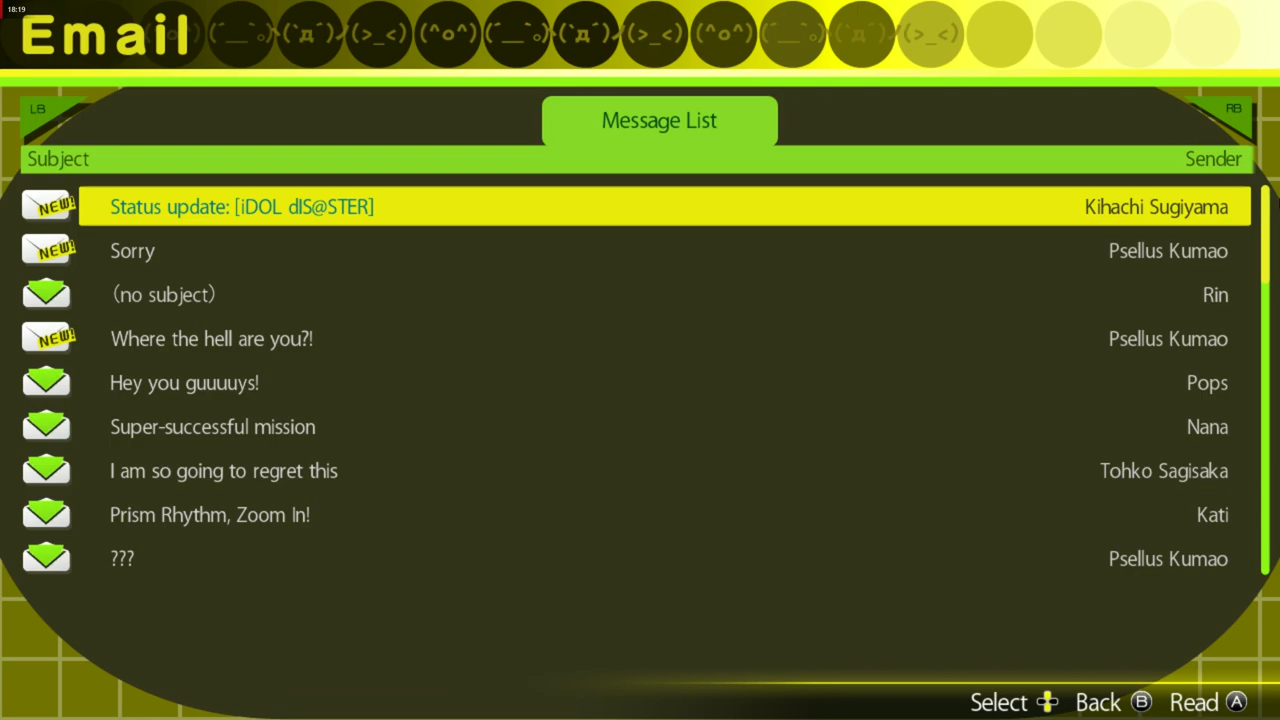 18:19
Email (´__`。) (`д´) (>_<) (^o^) (´__`。) (`д´) (>_<) (^o^) (´__`。) (`д´) (>_<)
LB Message List RB
Subject Sender
NEW! Status update: [iDOL dIS@STER] Kihachi Sugiyama
NEW! Sorry Psellus Kumao
(no subject) Rin
NEW! Where the hell are you?! Psellus Kumao
Hey you guuuuys! Pops
Super-successful mission Nana
I am so going to regret this Tohko Sagisaka
Prism Rhythm, Zoom In! Kati
??? Psellus Kumao
Select Back B Read A